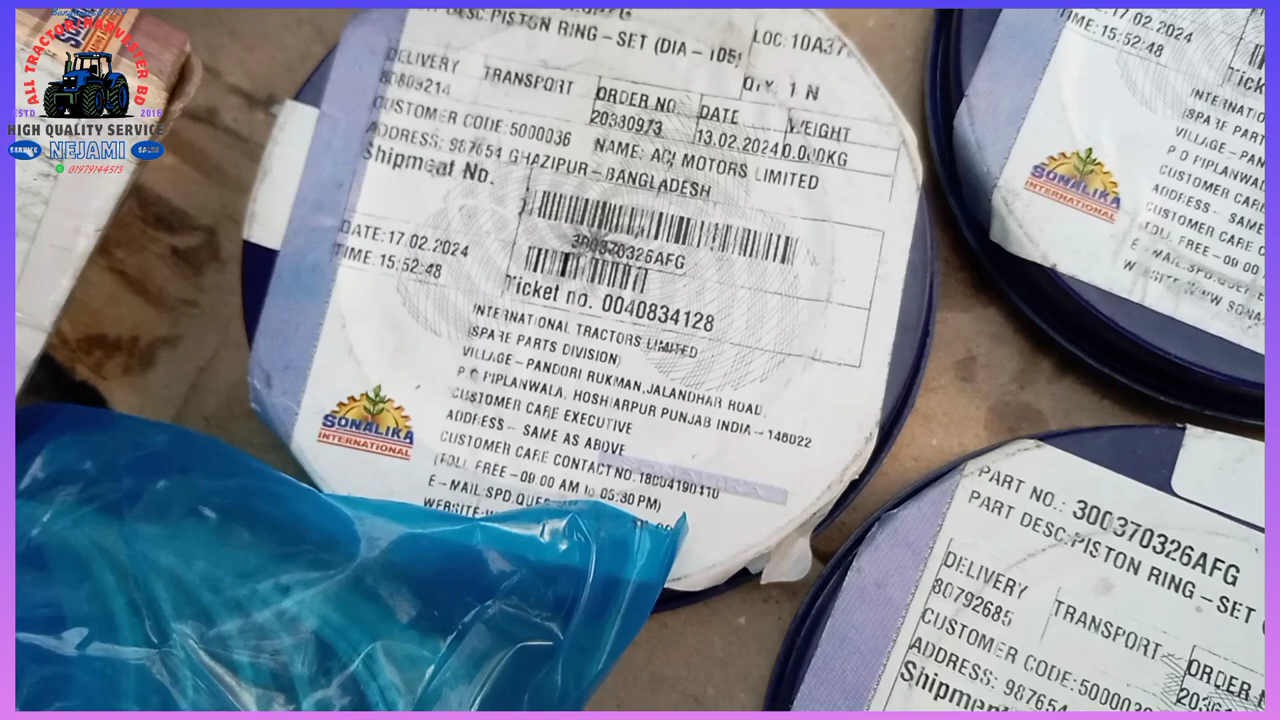 ALL TRACTOR/HARVESTER BD
ESTD 2016
HIGH QUALITY SERVICE
SERVICE NEJAMI SALES
01979144513
DESC:PISTON RING – SET (DIA – 105
LOC: 10A37
QTY. 1 N
DELIVERY TRANSPORT ORDER NO DATE WEIGHT
80809214 20330973 13.02.2024 0.000KG
CUSTOMER CODE:5000036 NAME: ACI MOTORS LIMITED
ADDRESS: 987654 GHAZIPUR – BANGLADESH
Shipment No.
300370326AFG
DATE:17.02.2024
TIME:15:52:48
Ticket no. 0040834128
INTERNATIONAL TRACTORS LIMITED
(SPARE PARTS DIVISION)
VILLAGE – PANDORI RUKMAN,JALANDHAR ROAD,
P O PIPLANWALA, HOSHIARPUR PUNJAB INDIA – 146022
CUSTOMER CARE EXECUTIVE
ADDRESS – SAME AS ABOVE
CUSTOMER CARE CONTACT NO.18004190110
(TOLL FREE – 09:00 AM to 05:30 PM)
E – MAIL:SPD.QUE
WEBSITE:W
SONALIKA
INTERNATIONAL
17.02.2024
TIME:15:52:48
Ticket
INTERNATIO
(SPARE PART
VILLAGE – PAN
P O PIPLANWAL
CUSTOMER CARE
ADDRESS – SAME
CUSTOMER CARE C
(TOLL FREE – 09:00
E – MAIL:SPD.QUE
WWW SONA
SONALIKA
INTERNATIONAL
PART NO.: 300370326AFG
PART DESC:PISTON RING – SET
DELIVERY TRANSPORT ORDER
80792685
CUSTOMER CODE:500003
ADDRESS: 987654
Shipment